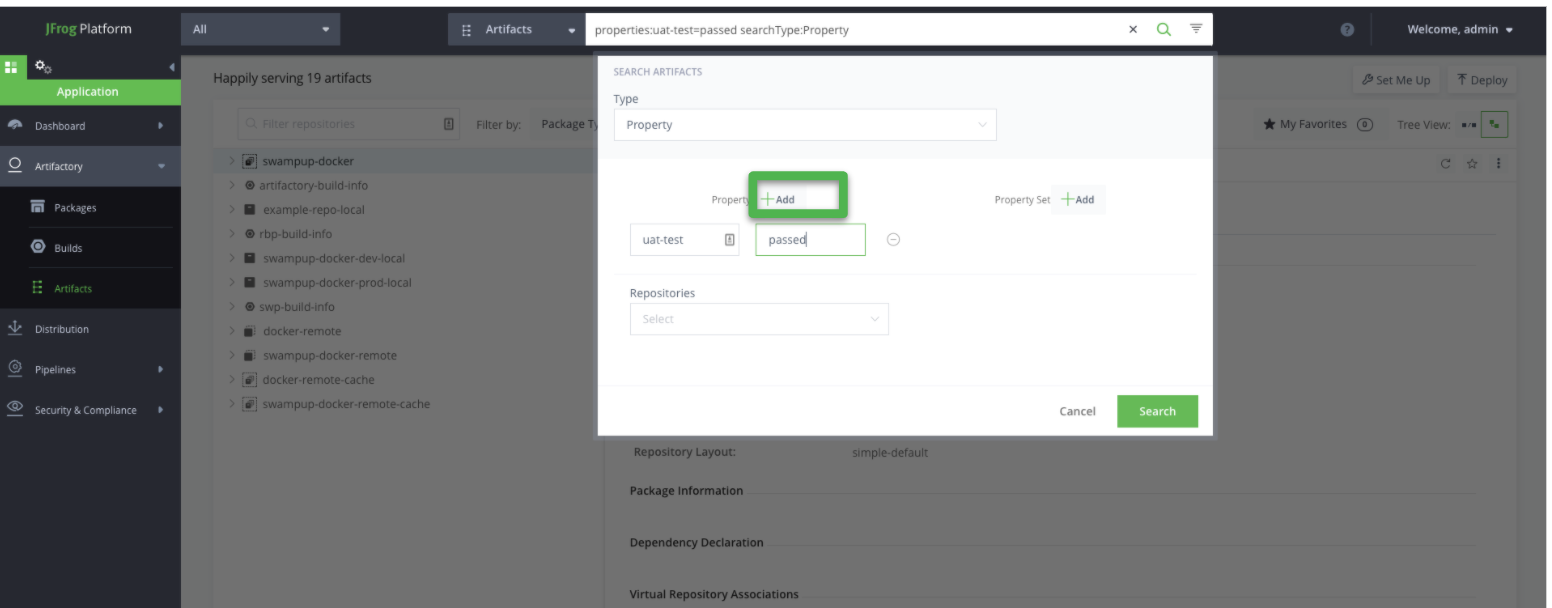 JFrog Platform
All
Artifacts
properties:uat-test=passed searchType:Property
Welcome, admin
Application
Dashboard
Artifactory
Packages
Builds
Artifacts
Distribution
Pipelines
Security & Compliance
Happily serving 19 artifacts
Set Me Up
Deploy
Filter repositories
Filter by: Package Ty
My Favorites 0
Tree View:
swampup-docker
artifactory-build-info
example-repo-local
rbp-build-info
swampup-docker-dev-local
swampup-docker-prod-local
swp-build-info
docker-remote
swampup-docker-remote
docker-remote-cache
swampup-docker-remote-cache
SEARCH ARTIFACTS
Type
Property
Property +Add
Property Set +Add
uat-test
passed
Repositories
Select
Cancel
Search
Repository Layout: simple-default
Package Information
Dependency Declaration
Virtual Repository Associations